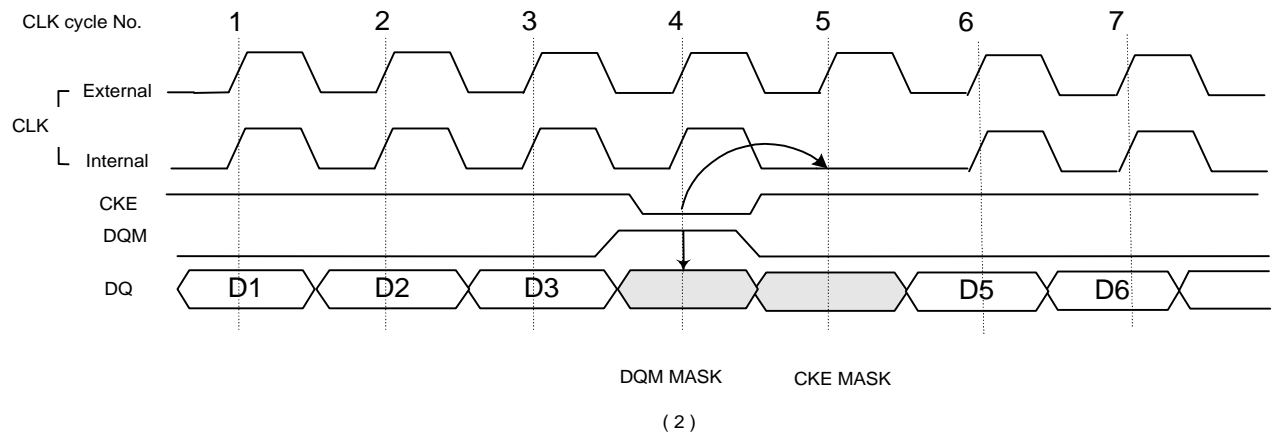 CLK cycle No. 1 2 3 4 5 6 7
External
CLK
Internal
CKE
DQM
DQ D1 D2 D3 D5 D6
DQM MASK CKE MASK
( 2 )